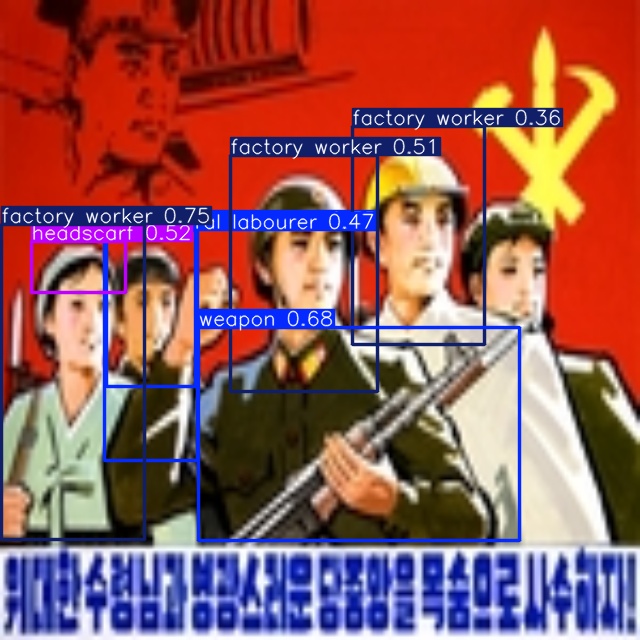 factory worker 0.36
factory worker 0.51
factory worker 0.75
al labourer 0.47
headscarf 0.52
weapon 0.68
위대한 수령님과 영광스러운 당중앙을 목숨으로 사수하자!!